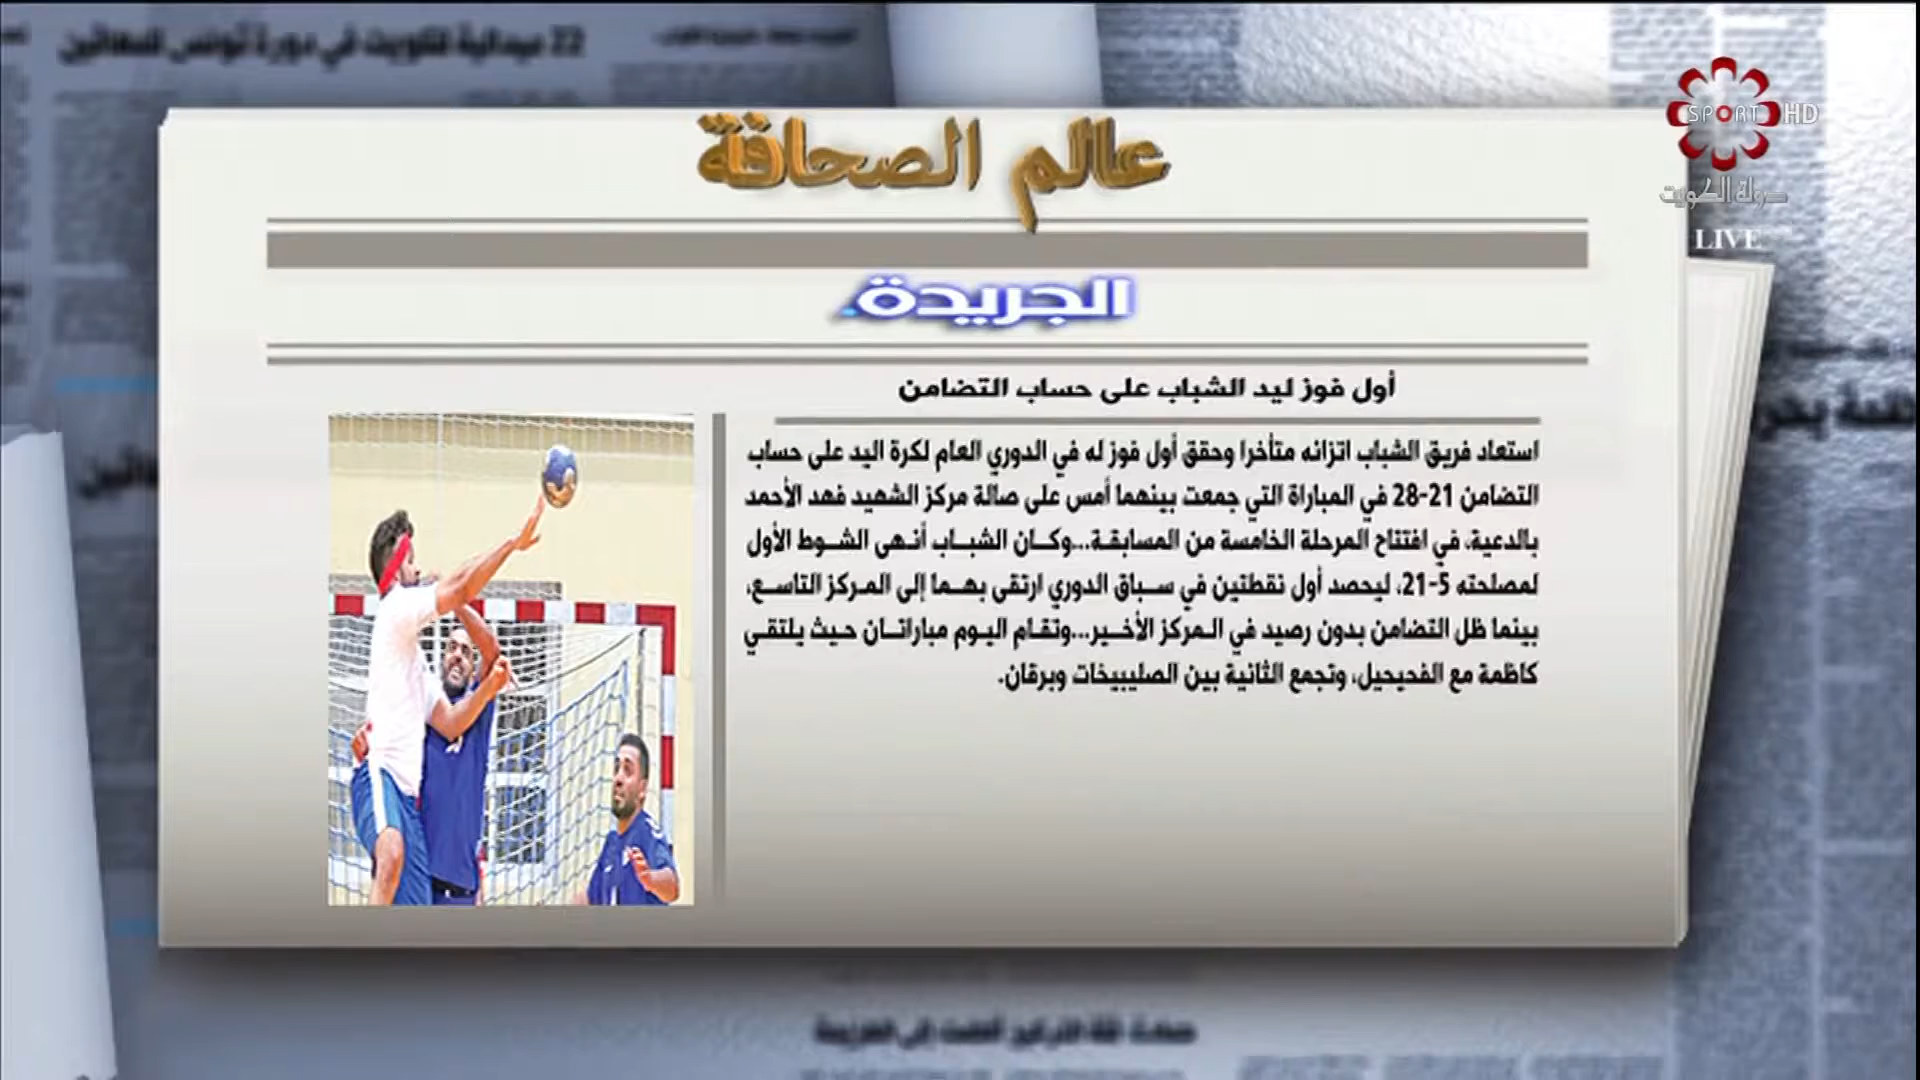 22 ميدالية للكويت في دورة تونس للمعاقين
عالم الصحافة
SPORT HD
دولة الكويت
LIVE
الجريدة.
أول فوز ليد الشباب على حساب التضامن
استعاد فريق الشباب اتزانه متأخرا وحقق أول فوز له في الدوري العام لكرة اليد على حساب
التضامن 21-28 في المباراة التي جمعت بينهما أمس على صالة مركز الشهيد فهد الأحمد
بالدعية، في افتتاح المرحلة الخامسة من المسابقة...وكان الشباب أنهى الشوط الأول
لمصلحته 5-21، ليحصد أول نقطتين في سباق الدوري ارتقى بهما إلى المركز التاسع،
بينما ظل التضامن بدون رصيد في المركز الأخير...وتقام اليوم مباراتان حيث يلتقي
كاظمة مع الفحيحيل، وتجمع الثانية بين الصليبيخات وبرقان.